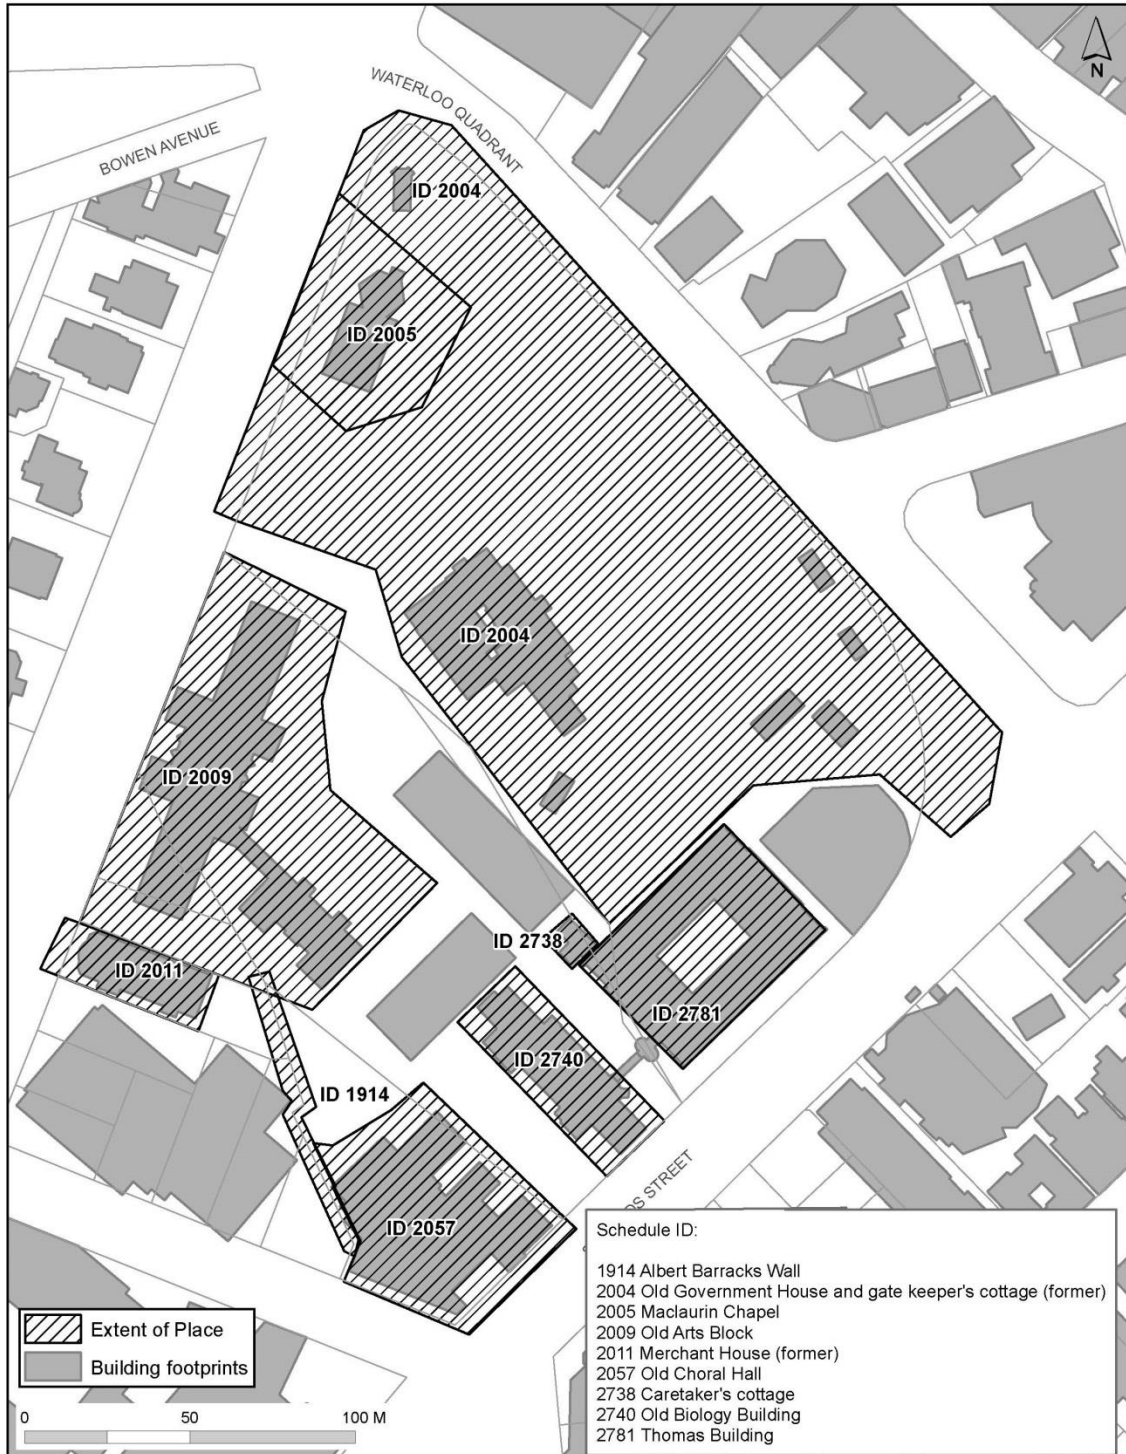 N
WATERLOO QUADRANT
BOWEN AVENUE
ID 2004
ID 2005
ID 2004
ID 2009
ID 2738
ID 2011
ID 2781
ID 2740
ID 1914
STREET
ID 2057
Schedule ID:
1914 Albert Barracks Wall
2004 Old Government House and gate keeper's cottage (former)
2005 Maclaurin Chapel
2009 Old Arts Block
2011 Merchant House (former)
2057 Old Choral Hall
2738 Caretaker's cottage
2740 Old Biology Building
2781 Thomas Building
Extent of Place
Building footprints
0 50 100 M